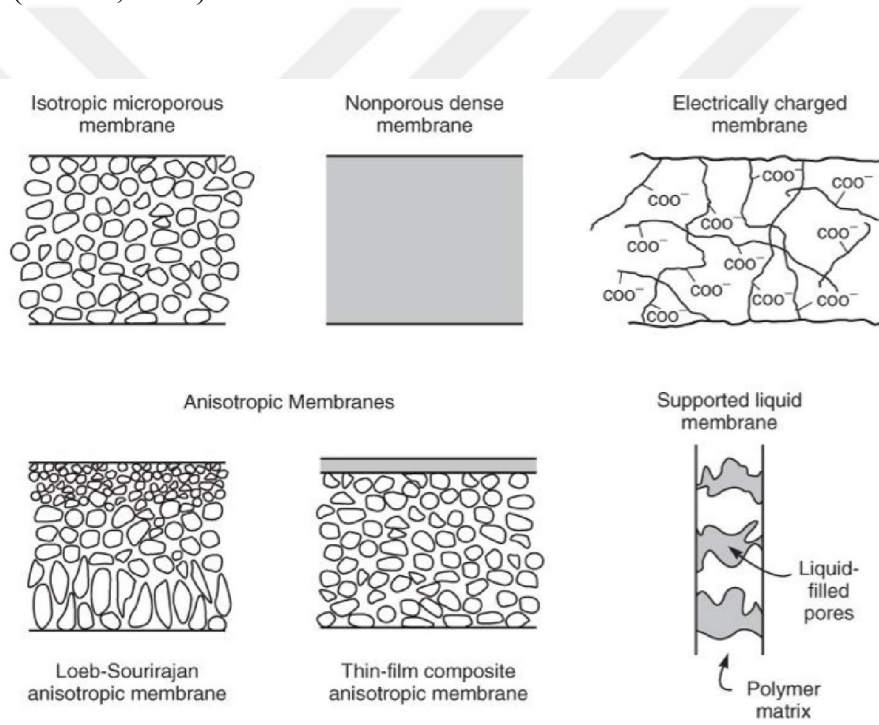 Isotropic microporous
membrane
Nonporous dense
membrane
Electrically charged
membrane
COO⁻
COO⁻
COO⁻
COO⁻
COO⁻
COO⁻
COO⁻
COO⁻
COO⁻
COO⁻
COO⁻
COO⁻
Anisotropic Membranes
Supported liquid
membrane
Liquid-
filled
pores
Polymer
matrix
Loeb-Sourirajan
anisotropic membrane
Thin-film composite
anisotropic membrane